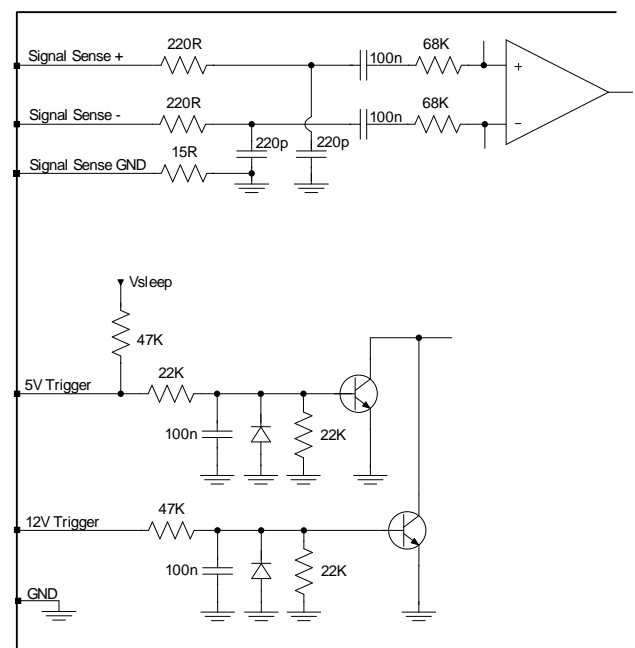 Signal Sense +
220R
100n
68K
+
Signal Sense -
220R
100n
68K
-
220p
220p
Signal Sense GND
15R
Vsleep
47K
5V Trigger
22K
100n
22K
12V Trigger
47K
100n
22K
GND